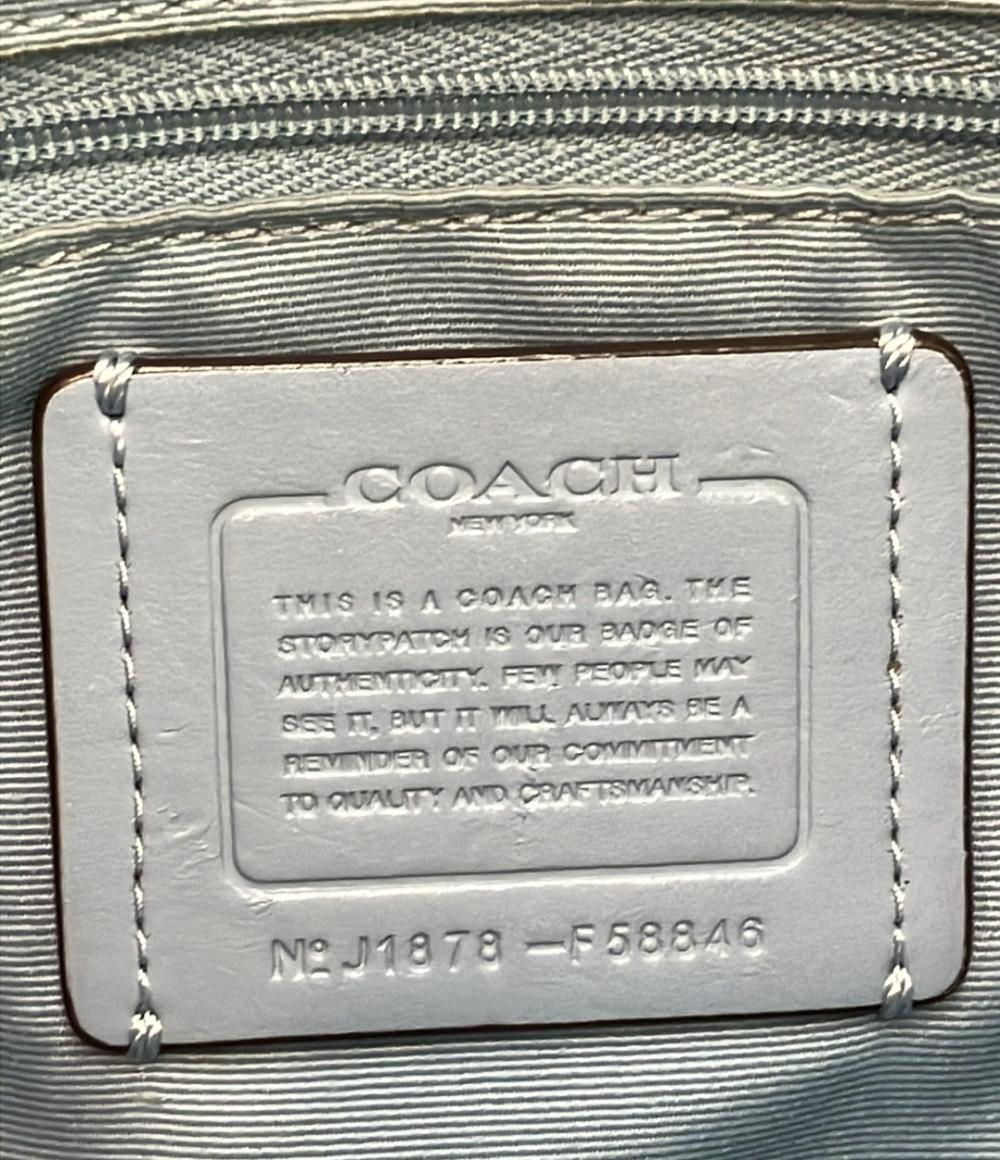 COACH
NEW YORK
THIS IS A COACH BAG. THE
STORYPATCH IS OUR BADGE OF
AUTHENTICITY. FEW PEOPLE MAY
SEE IT, BUT IT WILL ALWAYS BE A
REMINDER OF OUR COMMITMENT
TO QUALITY AND CRAFTSMANSHIP.
Nº J1878 —F58846